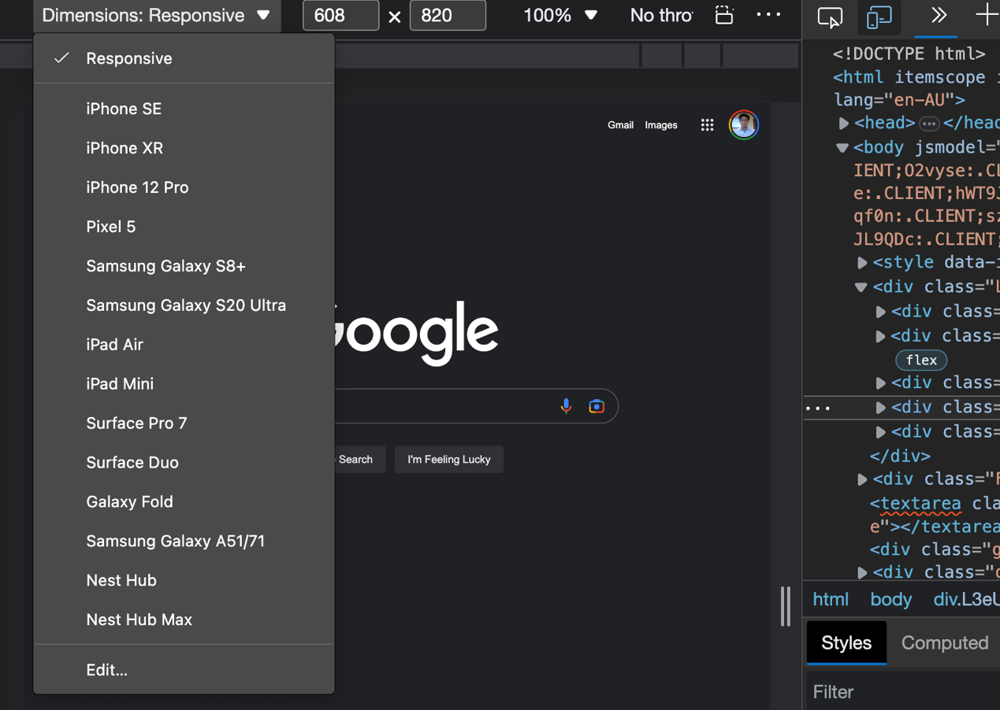 Dimensions: Responsive
608 × 820
100%
No thro
Responsive
iPhone SE
iPhone XR
iPhone 12 Pro
Pixel 5
Samsung Galaxy S8+
Samsung Galaxy S20 Ultra
iPad Air
iPad Mini
Surface Pro 7
Surface Duo
Galaxy Fold
Samsung Galaxy A51/71
Nest Hub
Nest Hub Max
Edit...
Gmail Images
Google
Search I'm Feeling Lucky
<!DOCTYPE html>
<html itemscope
lang="en-AU">
<head> ••• </head
<body jsmodel="
IENT;O2vyse:.CL
e:.CLIENT;hWT9J
qf0n:.CLIENT;sz
JL9QDc:.CLIENT;
<style data-i
<div class="L
<div class=
<div class=
flex
<div class=
<div class=
<div class=
</div>
<div class="F
<textarea cla
e"></textarea
<div class="g
<div class="
html body div.L3eU
Styles Computed
Filter